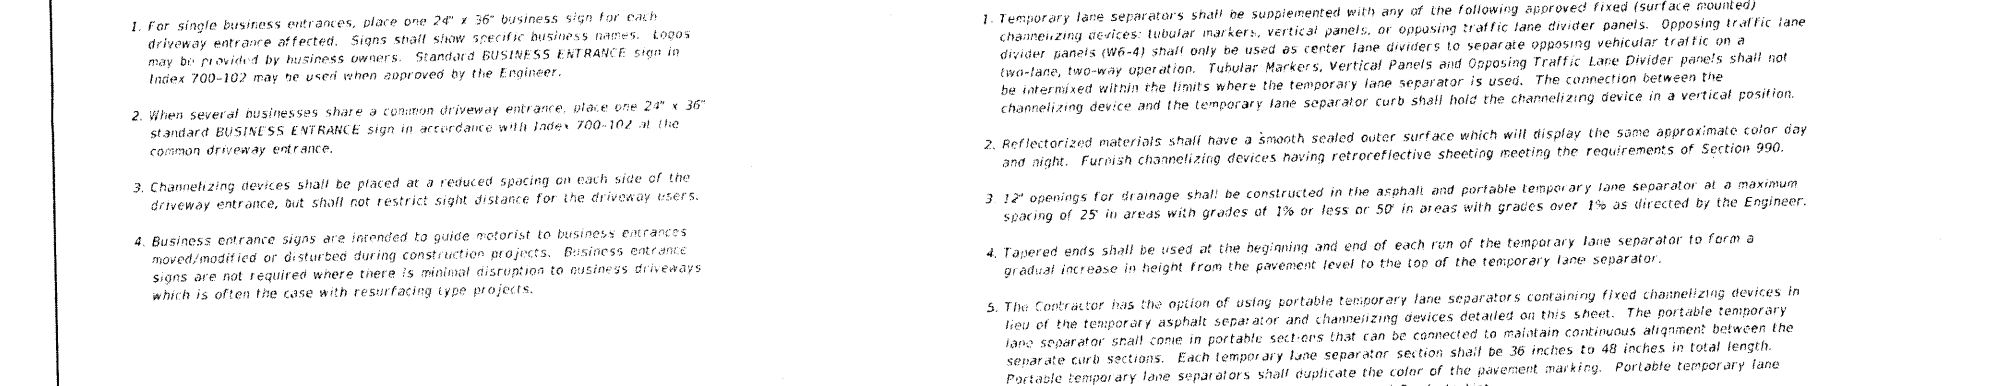 1. For single business entrances, place one 24" x 36" business sign for each
driveway entrance affected. Signs shall show specific business names. Logos
may be provided by business owners. Standard BUSINESS ENTRANCE sign in
Index 700-102 may be used when approved by the Engineer.
2. When several businesses share a common driveway entrance, place one 24" x 36"
standard BUSINESS ENTRANCE sign in accordance with Index 700-102 at the
common driveway entrance.
3. Channelizing devices shall be placed at a reduced spacing on each side of the
driveway entrance, but shall not restrict sight distance for the driveway users.
4. Business entrance signs are intended to guide motorist to business entrances
moved/modified or disturbed during construction projects. Business entrance
signs are not required where there is minimal disruption to business driveways
which is often the case with resurfacing type projects.
1. Temporary lane separators shall be supplemented with any of the following approved fixed (surface mounted)
channelizing devices: tubular markers, vertical panels, or opposing traffic lane divider panels. Opposing traffic lane
divider panels (W6-4) shall only be used as center lane dividers to separate opposing vehicular traffic on a
two-lane, two-way operation. Tubular Markers, Vertical Panels and Opposing Traffic Lane Divider panels shall not
be intermixed within the limits where the temporary lane separator is used. The connection between the
channelizing device and the temporary lane separator curb shall hold the channelizing device in a vertical position.
2. Reflectorized materials shall have a smooth sealed outer surface which will display the same approximate color day
and night. Furnish channelizing devices having retroreflective sheeting meeting the requirements of Section 990.
3. 12" openings for drainage shall be constructed in the asphalt and portable temporary lane separator at a maximum
spacing of 25' in areas with grades of 1% or less or 50' in areas with grades over 1% as directed by the Engineer.
4. Tapered ends shall be used at the beginning and end of each run of the temporary lane separator to form a
gradual increase in height from the pavement level to the top of the temporary lane separator.
5. The Contractor has the option of using portable temporary lane separators containing fixed channelizing devices in
lieu of the temporary asphalt separator and channelizing devices detailed on this sheet. The portable temporary
lane separator shall come in portable sections that can be connected to maintain continuous alignment between the
separate curb sections. Each temporary lane separator section shall be 36 inches to 48 inches in total length.
Portable temporary lane separators shall duplicate the color of the pavement marking. Portable temporary lane